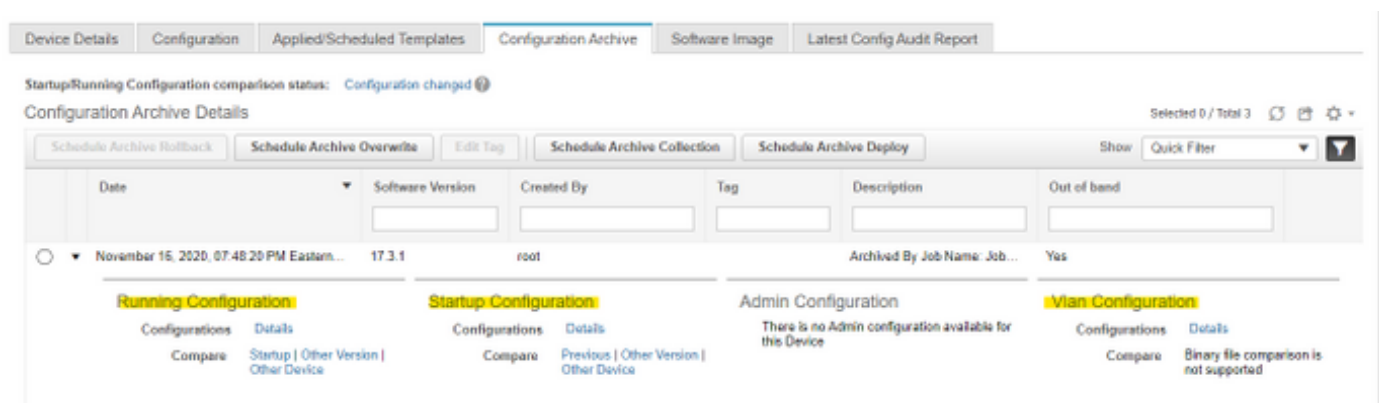 Device Details Configuration Applied/Scheduled Templates Configuration Archive Software Image Latest Config Audit Report
Startup/Running Configuration comparison status: Configuration changed ?
Configuration Archive Details Selected 0 / Total 3
Schedule Archive Rollback Schedule Archive Overwrite Edit Tag Schedule Archive Collection Schedule Archive Deploy Show Quick Filter
Date Software Version Created By Tag Description Out of band
November 16, 2020, 07:48:20 PM Eastern... 17.3.1 root Archived By Job Name: Job... Yes
Running Configuration Startup Configuration Admin Configuration Vlan Configuration
Configurations Details Configurations Details There is no Admin configuration available for Configurations Details
this Device
Compare Startup | Other Version | Compare Previous | Other Version | Compare Binary file comparison is
Other Device Other Device not supported